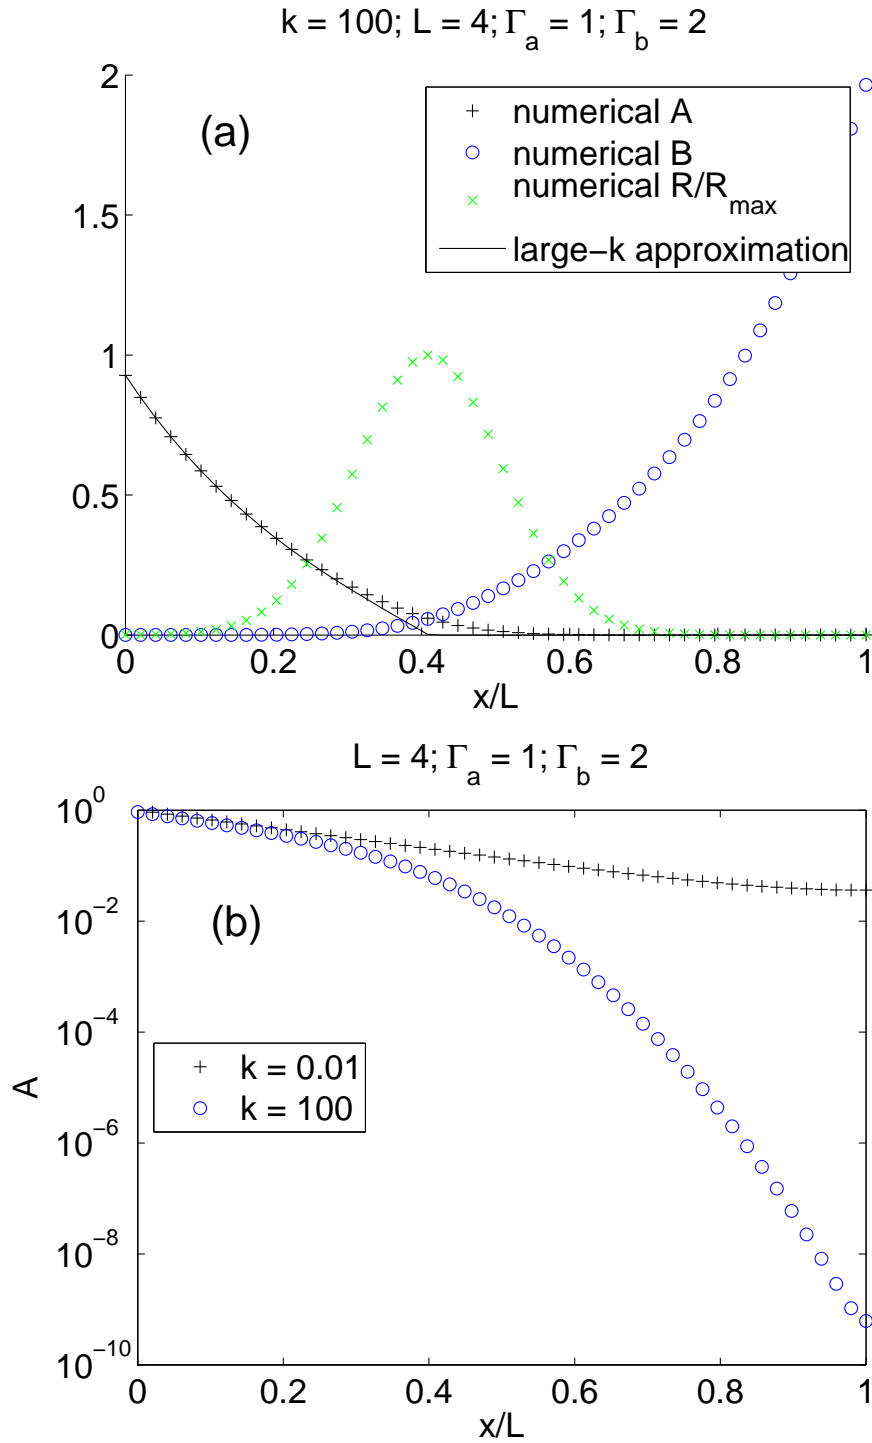 k = 100; L = 4; Γa = 1; Γb = 2
2
1.5
1
0.5
0
(a)
numerical A
numerical B
numerical R/Rmax
large−k approximation
0 0.2 0.4 0.6 0.8 1
x/L
L = 4; Γa = 1; Γb = 2
10^0
10^−2
10^−4
10^−6
10^−8
10^−10
A
(b)
k = 0.01
k = 100
0 0.2 0.4 0.6 0.8 1
x/L